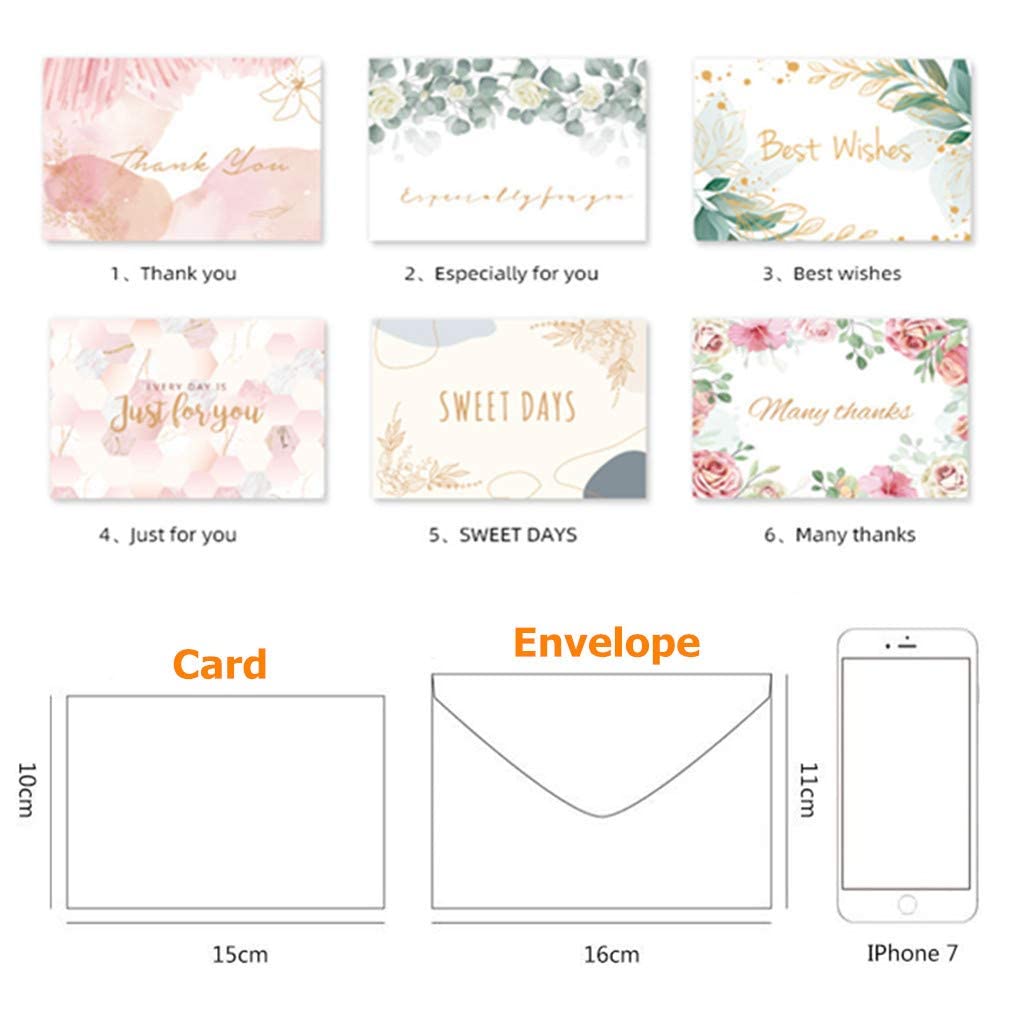 Thank You
Especially for you
Best Wishes
1、Thank you
2、Especially for you
3、Best wishes
EVERY DAY IS
Just for you
SWEET DAYS
Many thanks
4、Just for you
5、SWEET DAYS
6、Many thanks
Card
Envelope
10cm
11cm
15cm
16cm
IPhone 7